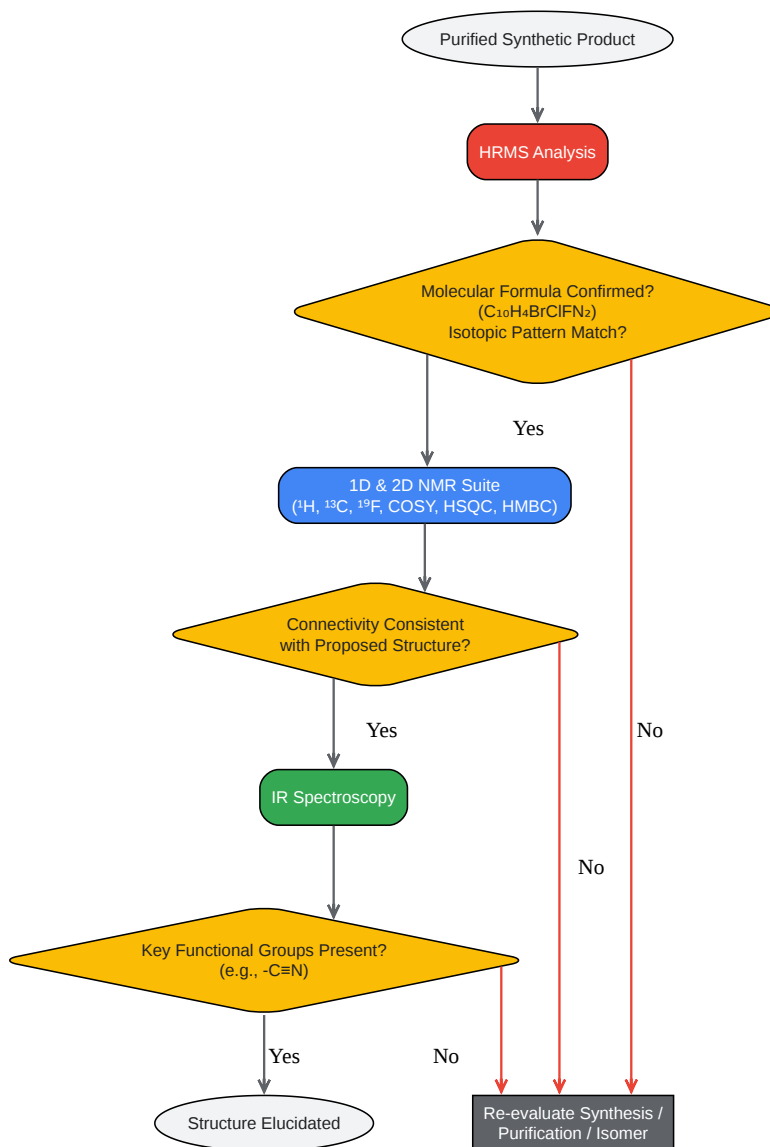 Purified Synthetic Product
HRMS Analysis
Molecular Formula Confirmed?
(C₁₀H₄BrClFN₂)
Isotopic Pattern Match?
Yes
1D & 2D NMR Suite
(¹H, ¹³C, ¹⁹F, COSY, HSQC, HMBC)
Connectivity Consistent
with Proposed Structure?
Yes
No
IR Spectroscopy
No
Key Functional Groups Present?
(e.g., -C≡N)
Yes
No
Structure Elucidated
Re-evaluate Synthesis /
Purification / Isomer